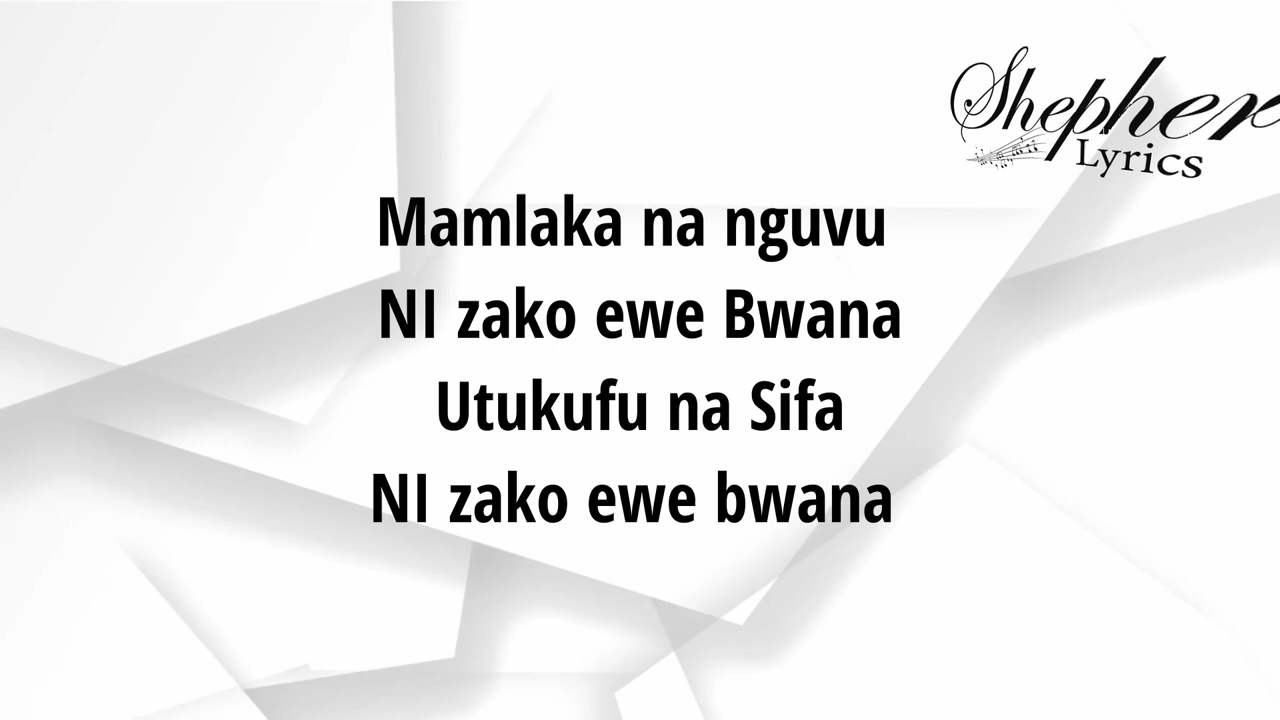 Shepher
Lyrics
Mamlaka na nguvu
NI zako ewe Bwana
Utukufu na Sifa
NI zako ewe bwana